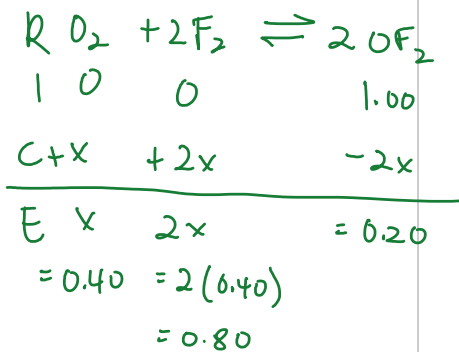 R O₂ + 2F₂ ⇌ 2 OF₂
I 0 0 1.00
C +x +2x -2x
E x 2x = 0.20
= 0.40 = 2(0.40)
= 0.80